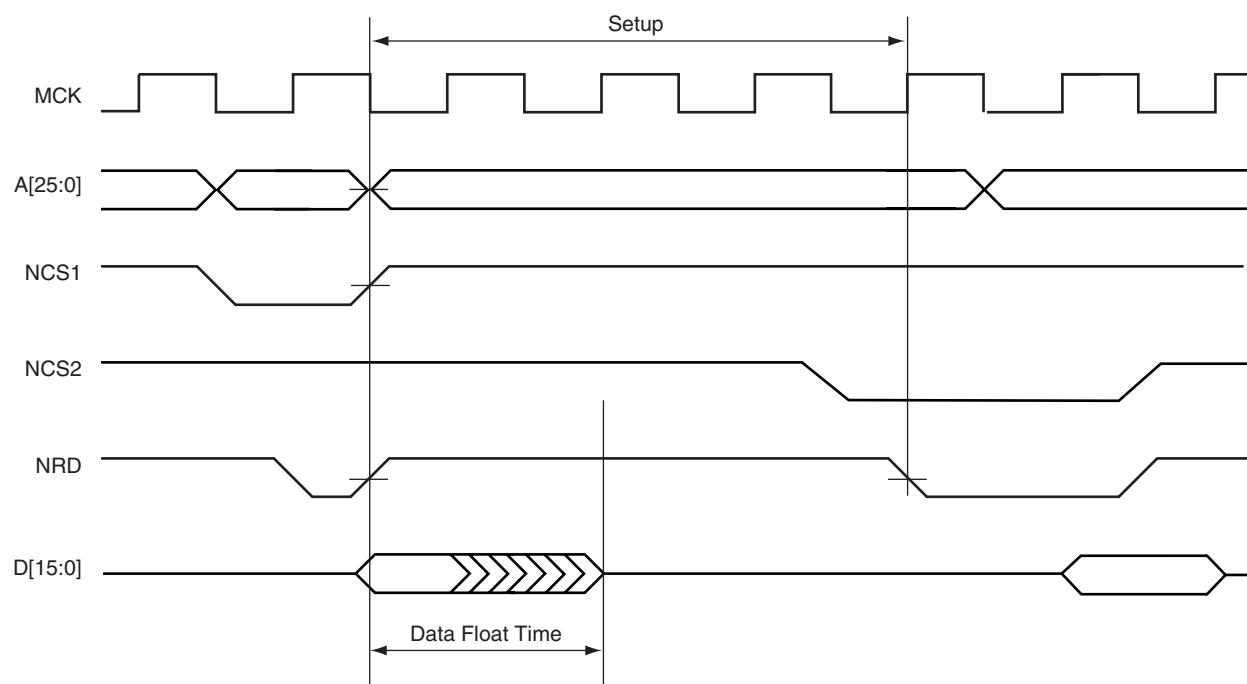 Setup
MCK
A[25:0]
NCS1
NCS2
NRD
D[15:0]
Data Float Time